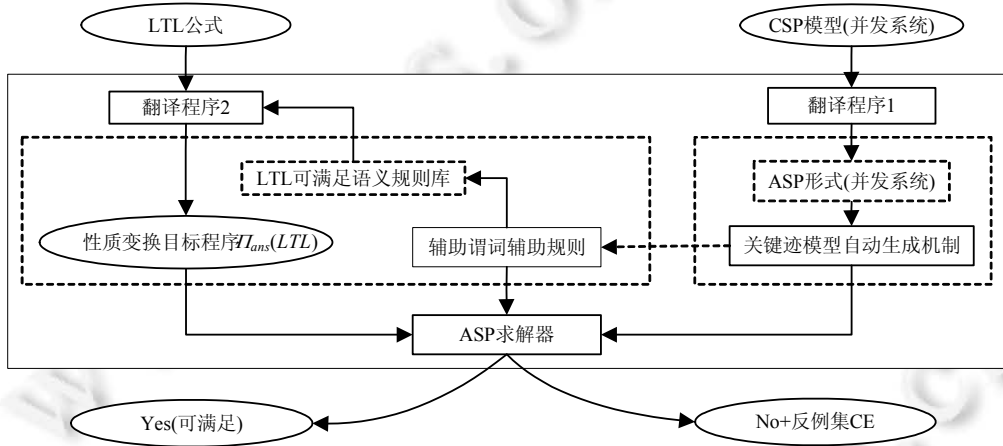 LTL公式
CSP模型(并发系统)
翻译程序2
翻译程序1
LTL可满足语义规则库
ASP形式(并发系统)
性质变换目标程序Π_ans(LTL)
辅助谓词辅助规则
关键迹模型自动生成机制
ASP求解器
Yes(可满足)
No+反例集CE